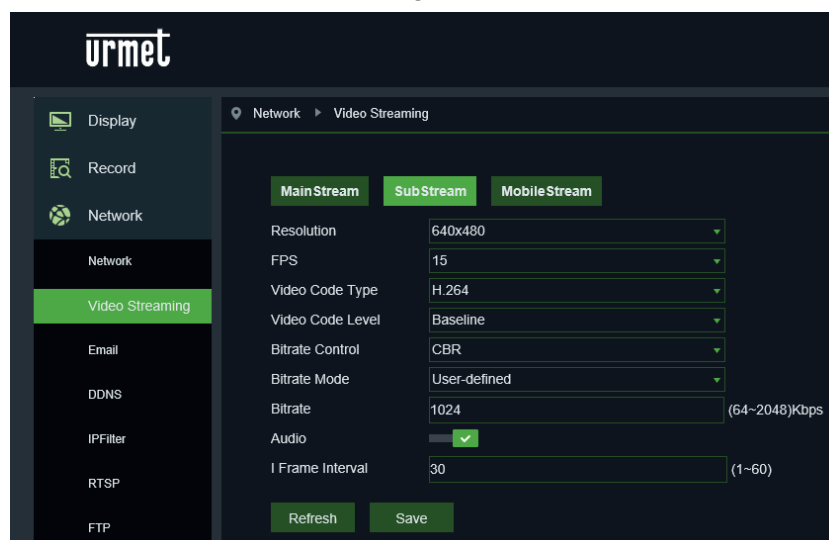 urmet
Display
Record
Network
Network
Video Streaming
Email
DDNS
IPFilter
RTSP
FTP
Network Video Streaming
MainStream SubStream MobileStream
Resolution 640x480
FPS 15
Video Code Type H.264
Video Code Level Baseline
Bitrate Control CBR
Bitrate Mode User-defined
Bitrate 1024 (64~2048)Kbps
Audio
I Frame Interval 30 (1~60)
Refresh Save